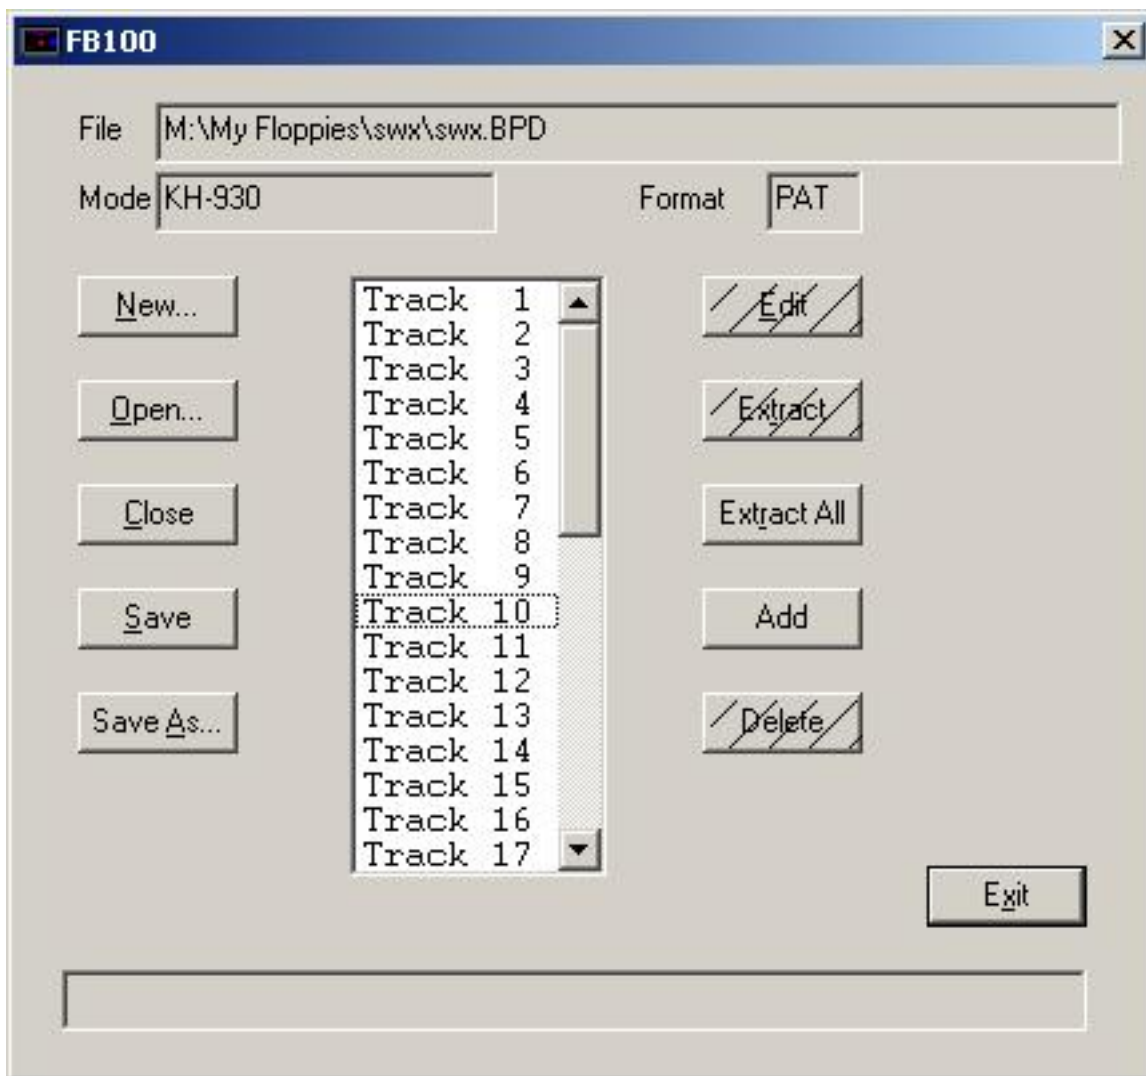 FB100
File M:\My Floppies\swx\swx.BPD
Mode KH-930 Format PAT
New...
Open...
Close
Save
Save As...
Track 1
Track 2
Track 3
Track 4
Track 5
Track 6
Track 7
Track 8
Track 9
Track 10
Track 11
Track 12
Track 13
Track 14
Track 15
Track 16
Track 17
Edit
Extract
Extract All
Add
Delete
Exit